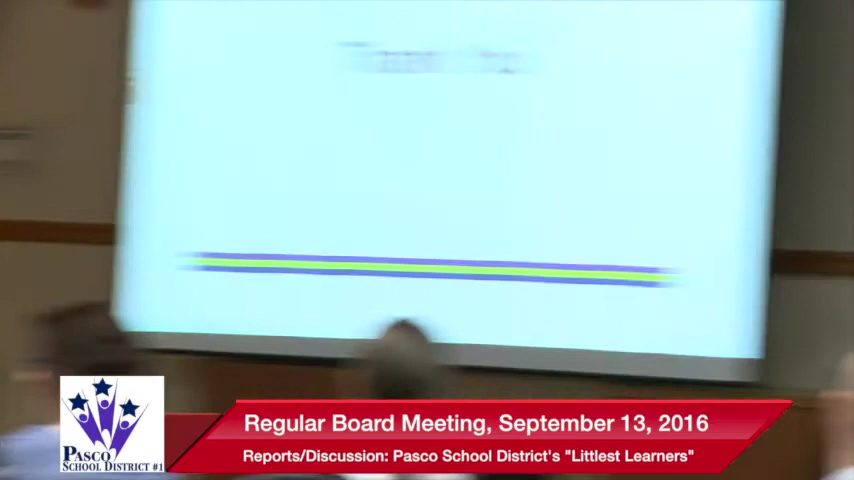 Regular Board Meeting, September 13, 2016
Reports/Discussion: Pasco School District's "Littlest Learners"
PASCO
SCHOOL DISTRICT #1